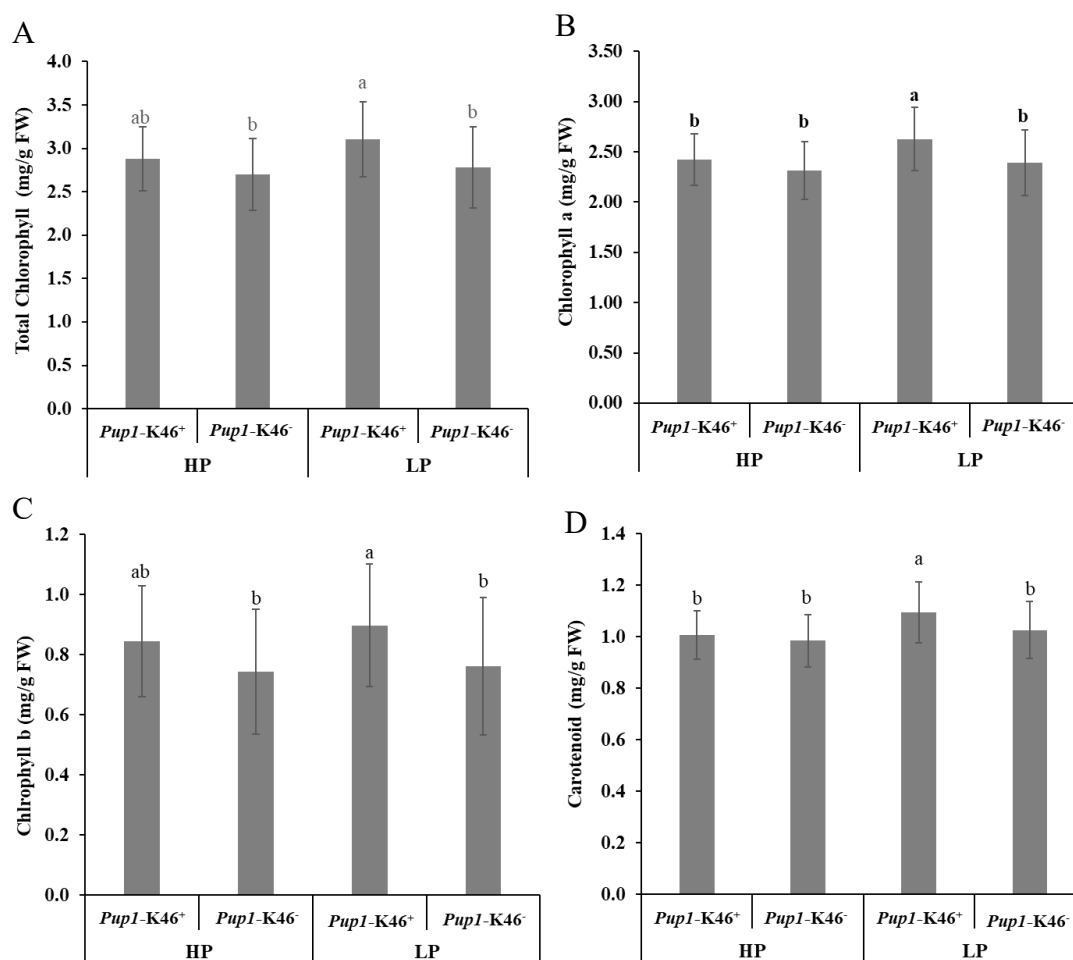 A
Total Chlorophyll (mg/g FW)
4.0
3.5
3.0
2.5
2.0
1.5
1.0
0.5
0.0
ab
b
a
b
Pup1-K46⁺ Pup1-K46⁻ Pup1-K46⁺ Pup1-K46⁻
HP LP
B
Chlorophyll a (mg/g FW)
3.50
3.00
2.50
2.00
1.50
1.00
0.50
0.00
b
b
a
b
Pup1-K46⁺ Pup1-K46⁻ Pup1-K46⁺ Pup1-K46⁻
HP LP
C
Chlrophyll b (mg/g FW)
1.2
1.0
0.8
0.6
0.4
0.2
0.0
ab
b
a
b
Pup1-K46⁺ Pup1-K46⁻ Pup1-K46⁺ Pup1-K46⁻
HP LP
D
Carotenoid (mg/g FW)
1.4
1.2
1.0
0.8
0.6
0.4
0.2
0.0
b
b
a
b
Pup1-K46⁺ Pup1-K46⁻ Pup1-K46⁺ Pup1-K46⁻
HP LP